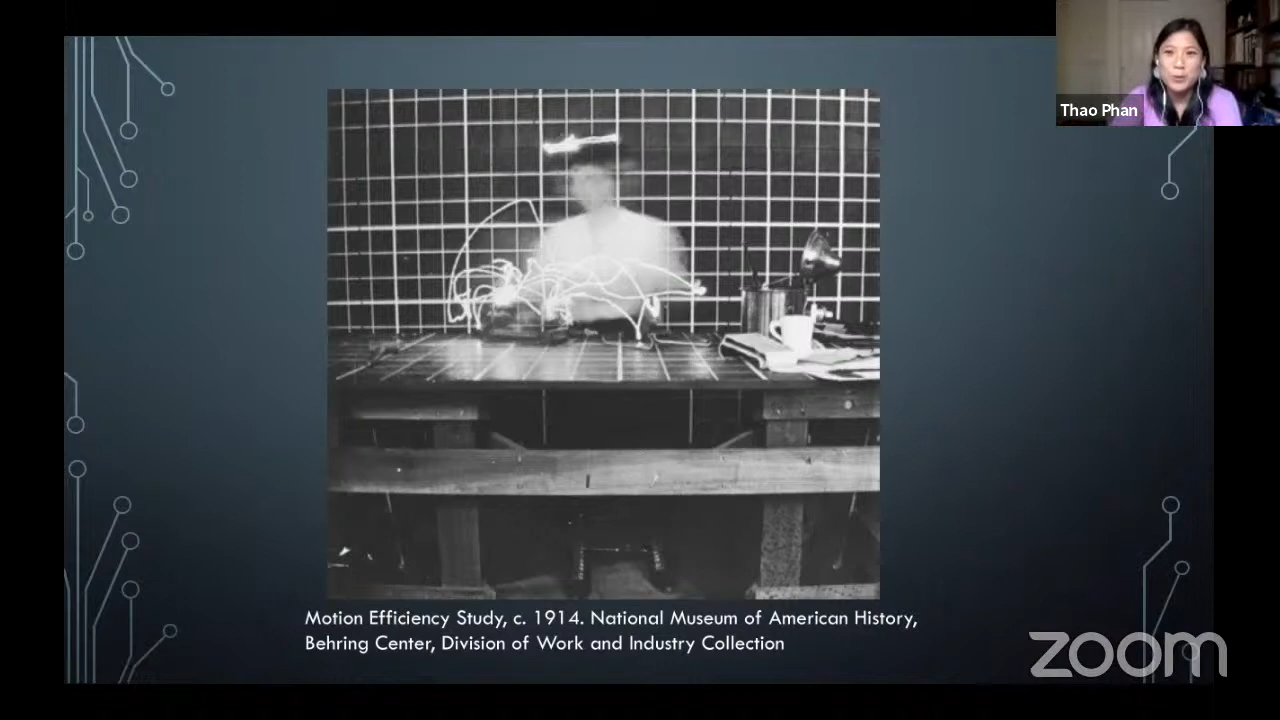 Thao Phan
Motion Efficiency Study, c. 1914. National Museum of American History,
Behring Center, Division of Work and Industry Collection
zoom